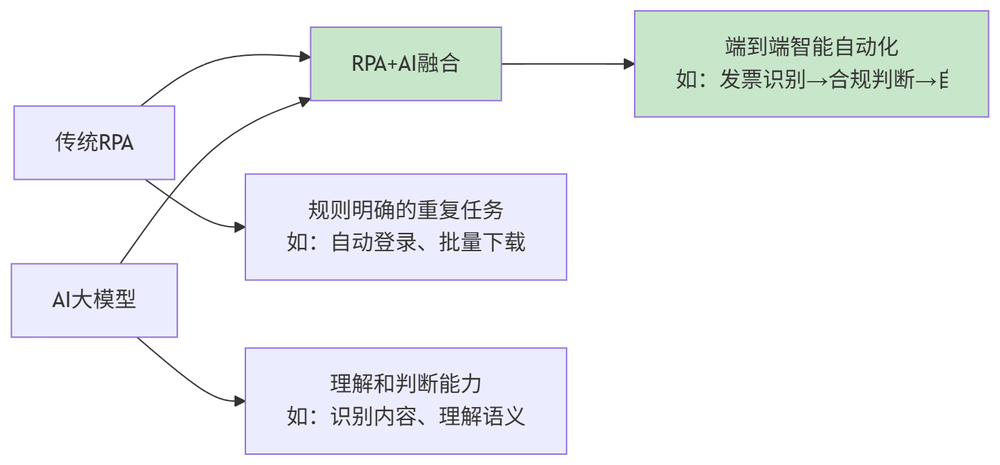 RPA+AI融合
端到端智能自动化
如：发票识别→合规判断→
传统RPA
规则明确的重复任务
如：自动登录、批量下载
AI大模型
理解和判断能力
如：识别内容、理解语义